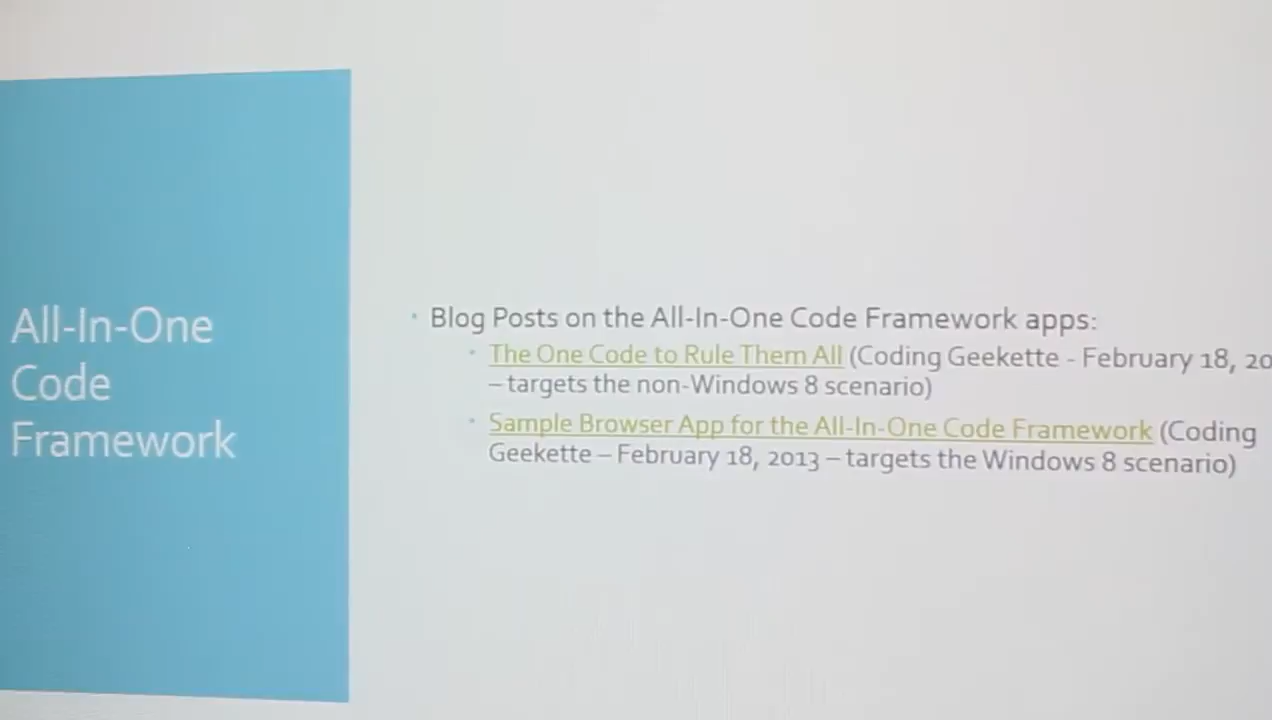 All-In-One
Code
Framework
Blog Posts on the All-In-One Code Framework apps:
The One Code to Rule Them All (Coding Geekette - February 18, 20
– targets the non-Windows 8 scenario)
Sample Browser App for the All-In-One Code Framework (Coding
Geekette – February 18, 2013 – targets the Windows 8 scenario)